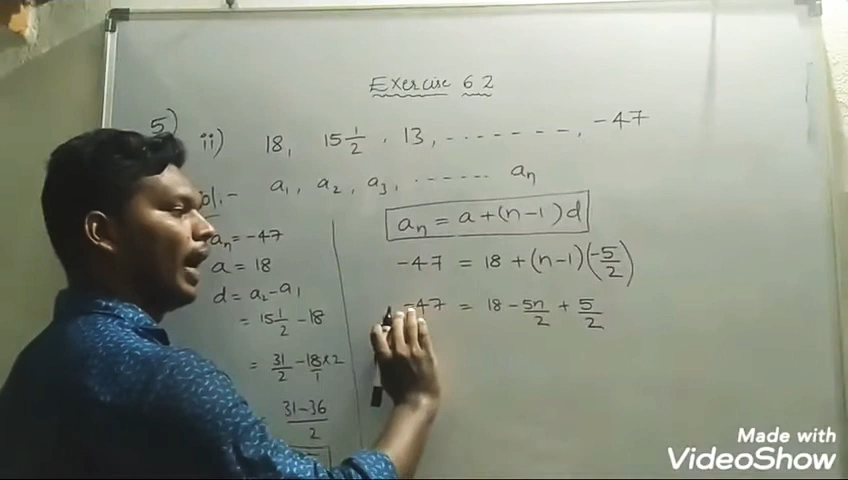 Exercise 6 2
5)
ii) 18, 15 1/2, 13, - - - - - - -, -47
ol:- a₁, a₂, a₃, ...... aₙ
aₙ = -47
a = 18
d = a₂ - a₁
= 15 1/2 - 18
= 31/2 - 18×2/1
31-36/2
aₙ = a + (n-1) d
-47 = 18 + (n-1) (-5/2)
-47 = 18 - 5n/2 + 5/2
Made with
VideoShow